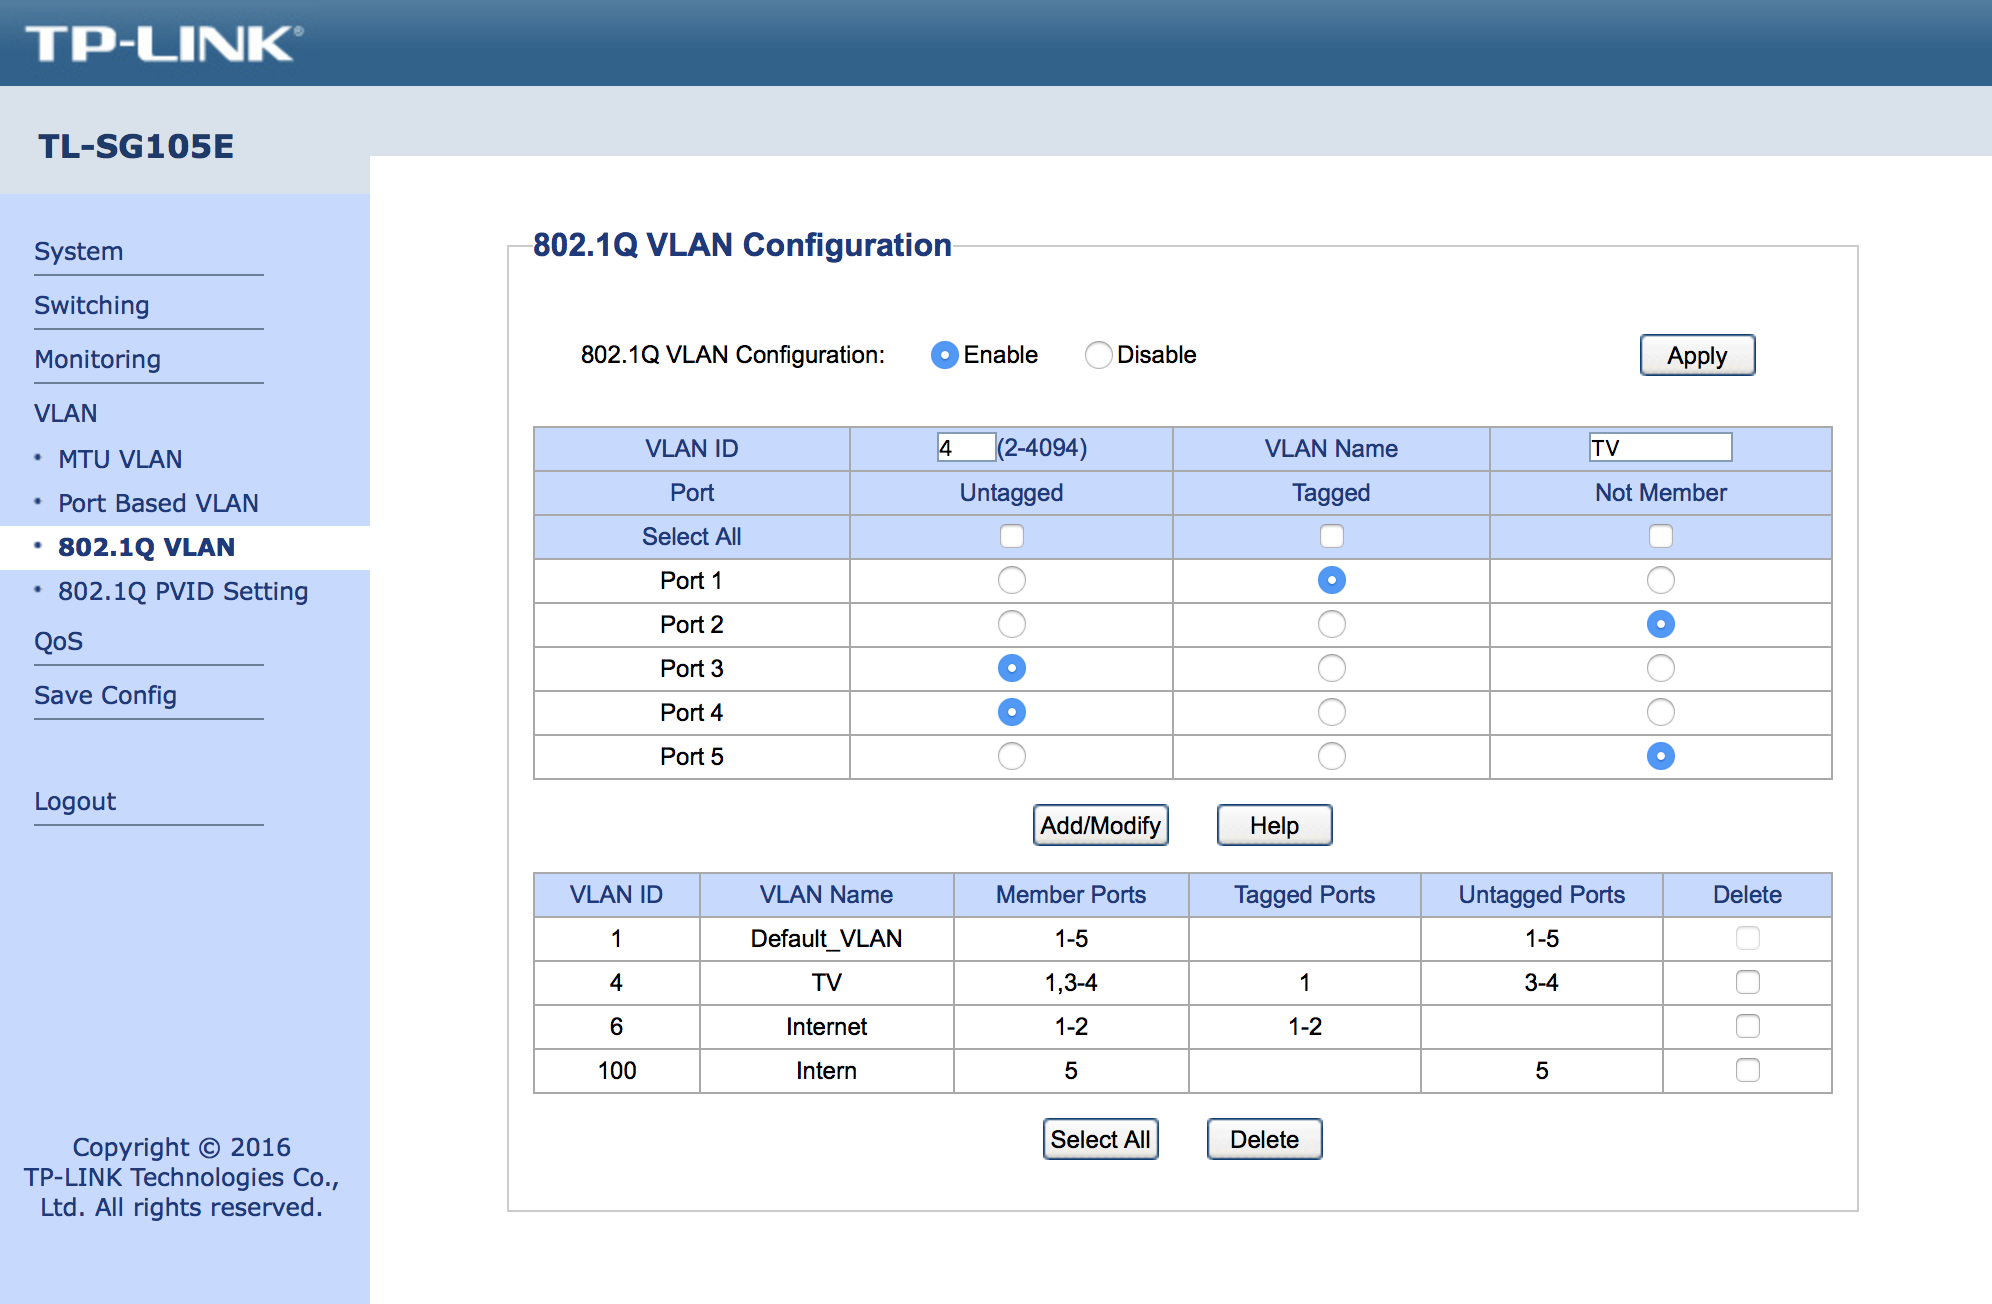 TP-LINK®
TL-SG105E
System
Switching
Monitoring
VLAN
MTU VLAN
Port Based VLAN
802.1Q VLAN
802.1Q PVID Setting
QoS
Save Config
Logout
Copyright © 2016
TP-LINK Technologies Co.,
Ltd. All rights reserved.
802.1Q VLAN Configuration
802.1Q VLAN Configuration: Enable Disable Apply
VLAN ID 4 (2-4094) VLAN Name TV
Port Untagged Tagged Not Member
Select All
Port 1
Port 2
Port 3
Port 4
Port 5
Add/Modify Help
VLAN ID VLAN Name Member Ports Tagged Ports Untagged Ports Delete
1 Default_VLAN 1-5 1-5
4 TV 1,3-4 1 3-4
6 Internet 1-2 1-2
100 Intern 5 5
Select All Delete